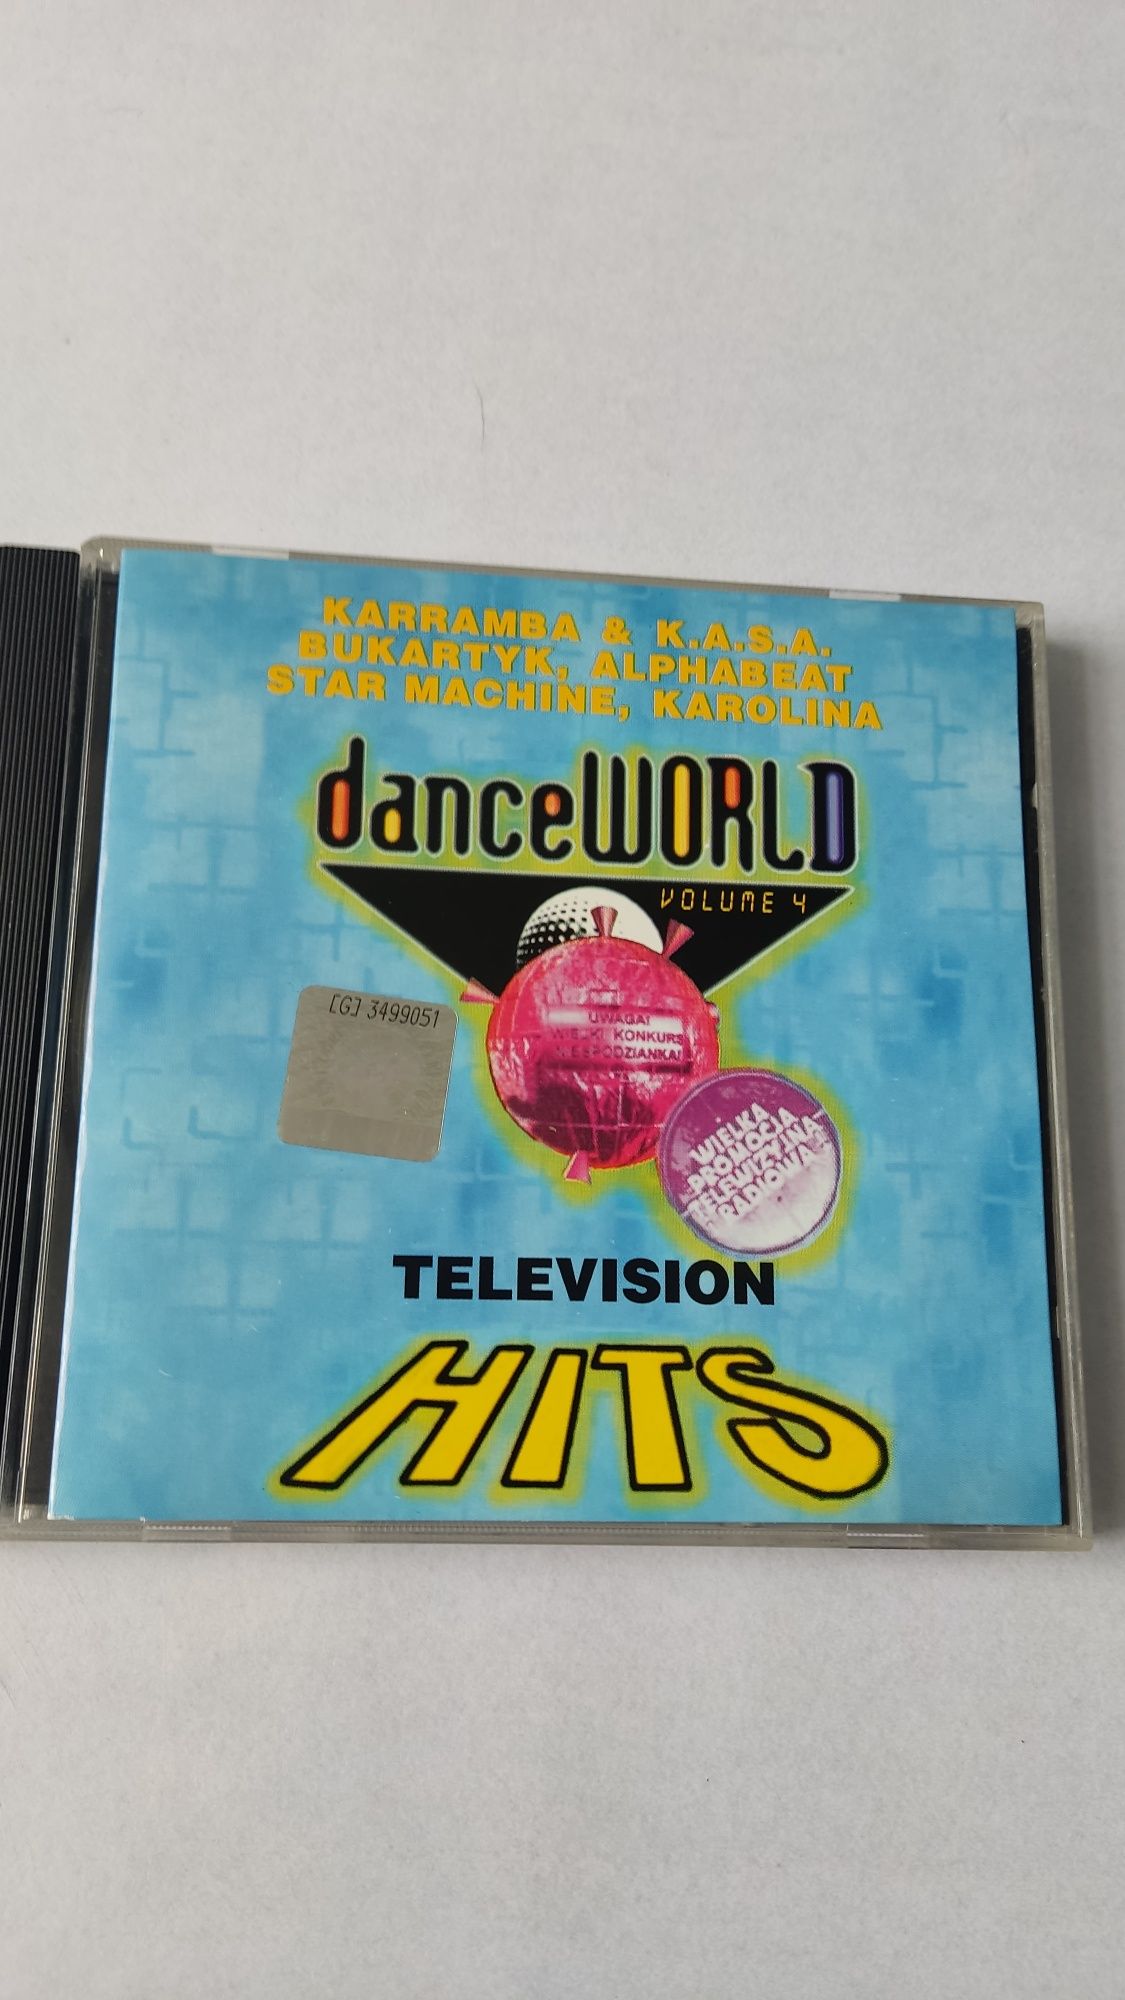 KARRAMBA & K.A.S.A.
BUKARTYK, ALPHABEAT
STAR MACHINE, KAROLINA
danceWORLD
VOLUME 4
[G] 3499051
UWAGA!
WIELKI KONKURS
NIESPODZIANKA!
WIELKA
PROMOCJA
TELEWIZYJNA
RADIOWA
TELEVISION
HITS